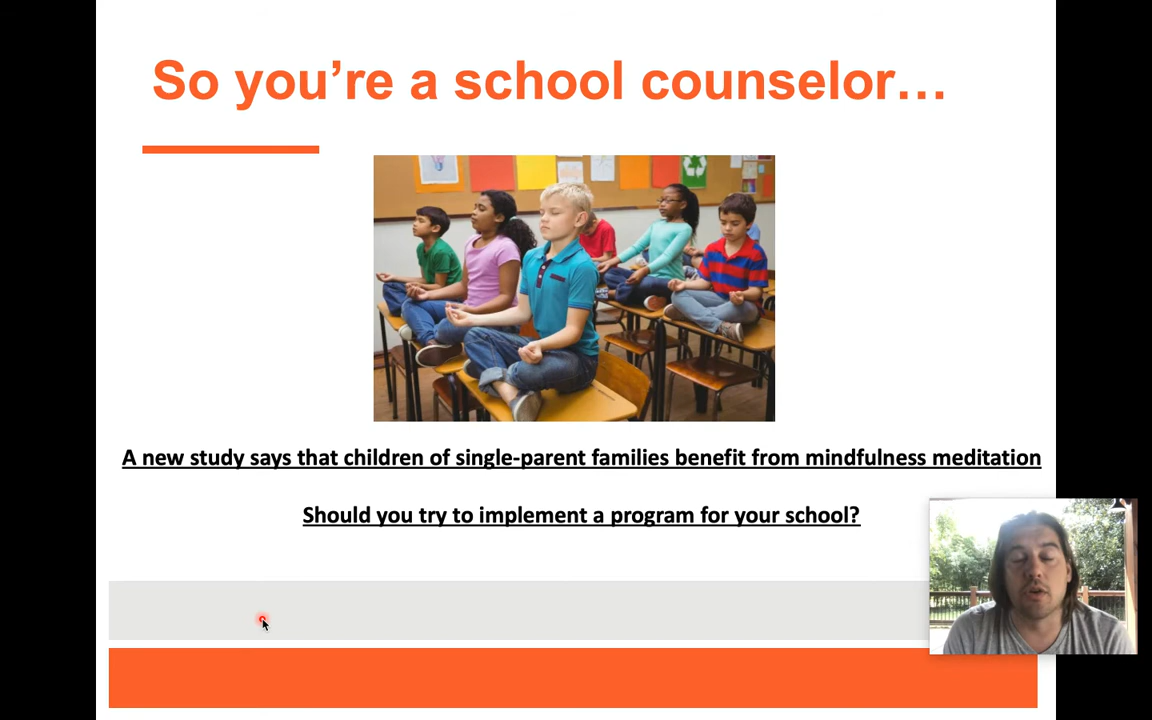 So you’re a school counselor…
A new study says that children of single-parent families benefit from mindfulness meditation
Should you try to implement a program for your school?